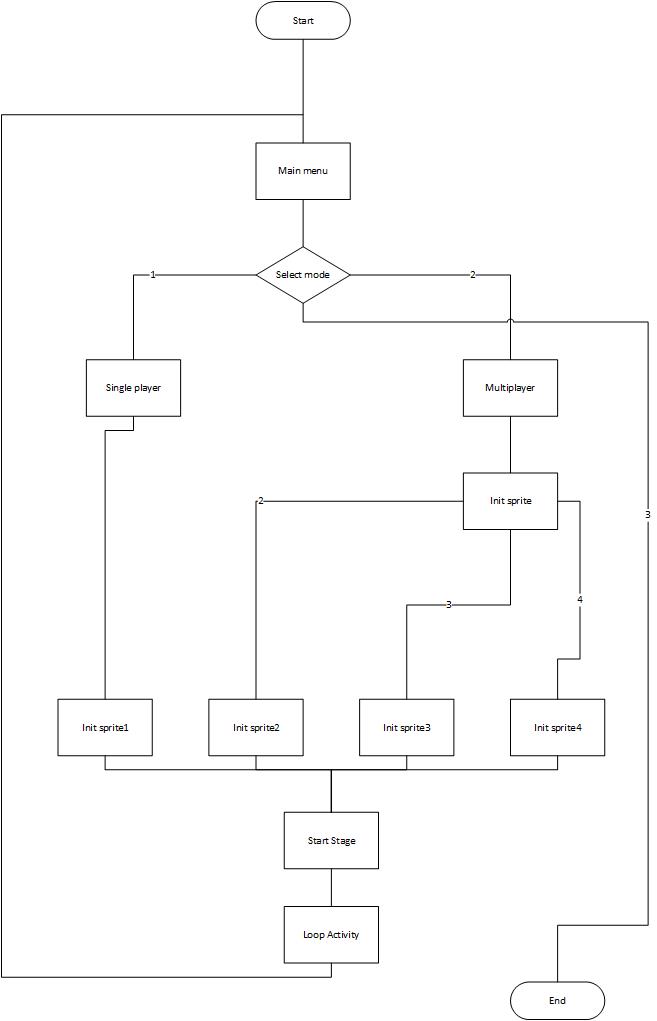 Start
Main menu
Select mode
1
2
Single player
Multiplayer
2
Init sprite
3
3
4
Init sprite1
Init sprite2
Init sprite3
Init sprite4
Start Stage
Loop Activity
End